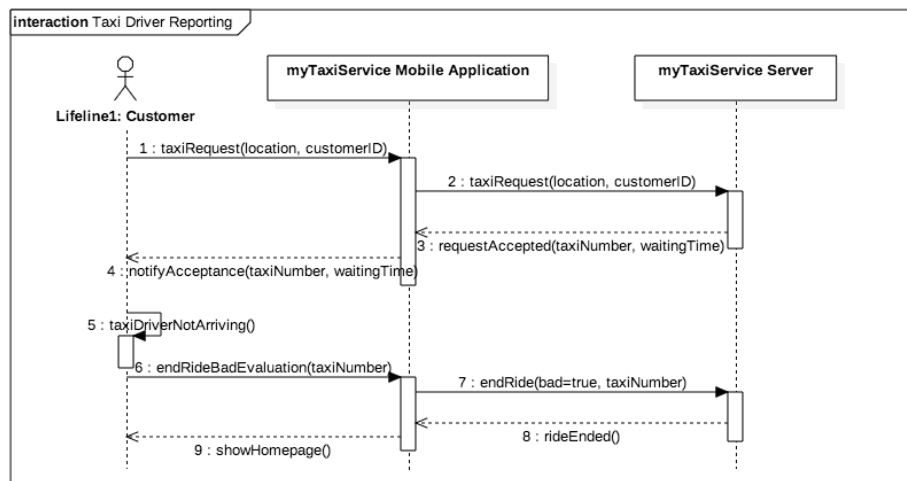 interaction Taxi Driver Reporting
myTaxiService Mobile Application
myTaxiService Server
Lifeline1: Customer
1 : taxiRequest(location, customerID)
2 : taxiRequest(location, customerID)
3 : requestAccepted(taxiNumber, waitingTime)
4 : notifyAcceptance(taxiNumber, waitingTime)
5 : taxiDriverNotArriving()
6 : endRideBadEvaluation(taxiNumber)
7 : endRide(bad=true, taxiNumber)
8 : rideEnded()
9 : showHomepage()